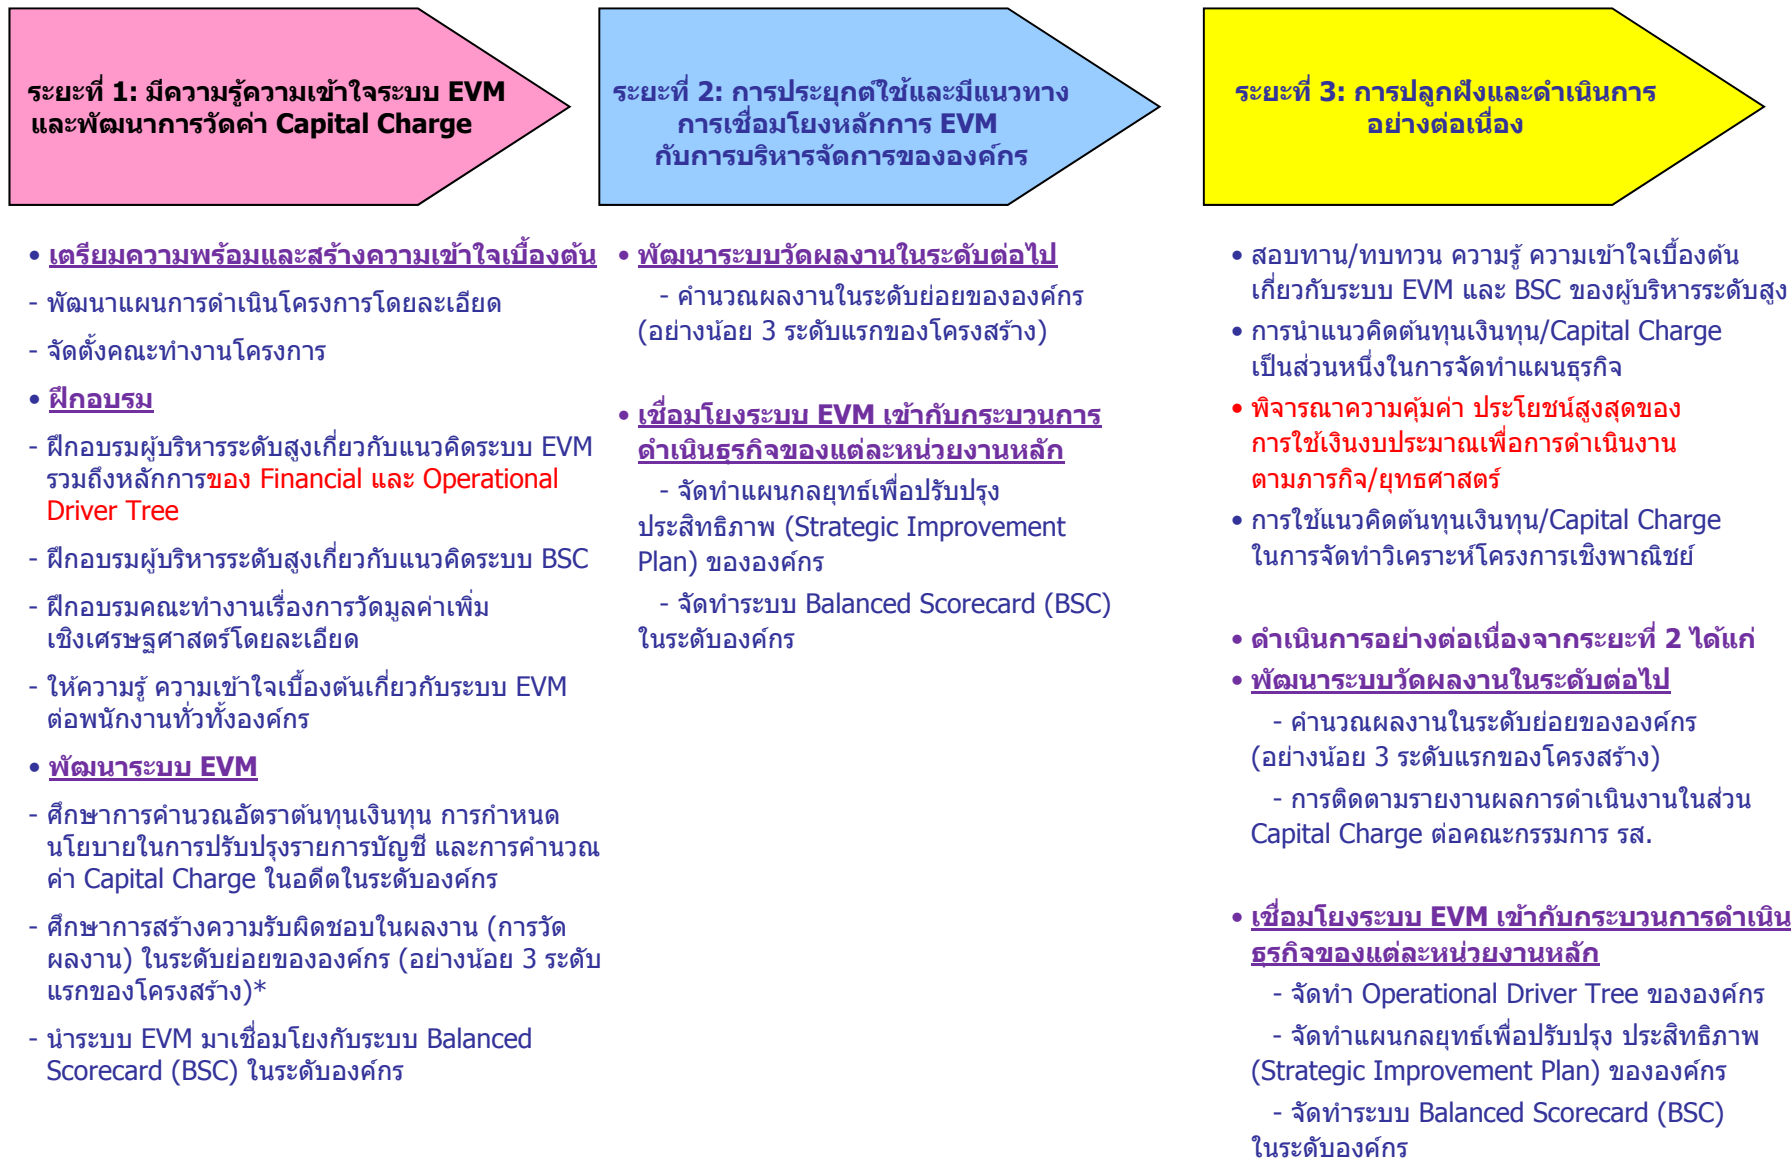 ระยะที่ 1: มีความรู้ความเข้าใจระบบ EVM
และพัฒนาการวัดค่า Capital Charge
ระยะที่ 2: การประยุกต์ใช้และมีแนวทาง
การเชื่อมโยงหลักการ EVM
กับการบริหารจัดการขององค์กร
ระยะที่ 3: การปลูกฝังและดำเนินการ
อย่างต่อเนื่อง
• เตรียมความพร้อมและสร้างความเข้าใจเบื้องต้น
- พัฒนาแผนการดำเนินโครงการโดยละเอียด
- จัดตั้งคณะทำงานโครงการ
• ฝึกอบรม
- ฝึกอบรมผู้บริหารระดับสูงเกี่ยวกับแนวคิดระบบ EVM
รวมถึงหลักการของ Financial และ Operational
Driver Tree
- ฝึกอบรมผู้บริหารระดับสูงเกี่ยวกับแนวคิดระบบ BSC
- ฝึกอบรมคณะทำงานเรื่องการวัดมูลค่าเพิ่ม
เชิงเศรษฐศาสตร์โดยละเอียด
- ให้ความรู้ ความเข้าใจเบื้องต้นเกี่ยวกับระบบ EVM
ต่อพนักงานทั่วทั้งองค์กร
• พัฒนาระบบ EVM
- ศึกษาการคำนวณอัตราต้นทุนเงินทุน การกำหนด
นโยบายในการปรับปรุงรายการบัญชี และการคำนวณ
ค่า Capital Charge ในอดีตในระดับองค์กร
- ศึกษาการสร้างความรับผิดชอบในผลงาน (การวัด
ผลงาน) ในระดับย่อยขององค์กร (อย่างน้อย 3 ระดับ
แรกของโครงสร้าง)*
- นำระบบ EVM มาเชื่อมโยงกับระบบ Balanced
Scorecard (BSC) ในระดับองค์กร
• พัฒนาระบบวัดผลงานในระดับต่อไป
- คำนวณผลงานในระดับย่อยขององค์กร
(อย่างน้อย 3 ระดับแรกของโครงสร้าง)
• เชื่อมโยงระบบ EVM เข้ากับกระบวนการ
ดำเนินธุรกิจของแต่ละหน่วยงานหลัก
- จัดทำแผนกลยุทธ์เพื่อปรับปรุง
ประสิทธิภาพ (Strategic Improvement
Plan) ขององค์กร
- จัดทำระบบ Balanced Scorecard (BSC)
ในระดับองค์กร
• สอบทาน/ทบทวน ความรู้ ความเข้าใจเบื้องต้น
เกี่ยวกับระบบ EVM และ BSC ของผู้บริหารระดับสูง
• การนำแนวคิดต้นทุนเงินทุน/Capital Charge
เป็นส่วนหนึ่งในการจัดทำแผนธุรกิจ
• พิจารณาความคุ้มค่า ประโยชน์สูงสุดของ
การใช้เงินงบประมาณเพื่อการดำเนินงาน
ตามภารกิจ/ยุทธศาสตร์
• การใช้แนวคิดต้นทุนเงินทุน/Capital Charge
ในการจัดทำวิเคราะห์โครงการเชิงพาณิชย์
• ดำเนินการอย่างต่อเนื่องจากระยะที่ 2 ได้แก่
• พัฒนาระบบวัดผลงานในระดับต่อไป
- คำนวณผลงานในระดับย่อยขององค์กร
(อย่างน้อย 3 ระดับแรกของโครงสร้าง)
- การติดตามรายงานผลการดำเนินงานในส่วน
Capital Charge ต่อคณะกรรมการ รส.
• เชื่อมโยงระบบ EVM เข้ากับกระบวนการดำเนิน
ธุรกิจของแต่ละหน่วยงานหลัก
- จัดทำ Operational Driver Tree ขององค์กร
- จัดทำแผนกลยุทธ์เพื่อปรับปรุง ประสิทธิภาพ
(Strategic Improvement Plan) ขององค์กร
- จัดทำระบบ Balanced Scorecard (BSC)
ในระดับองค์กร